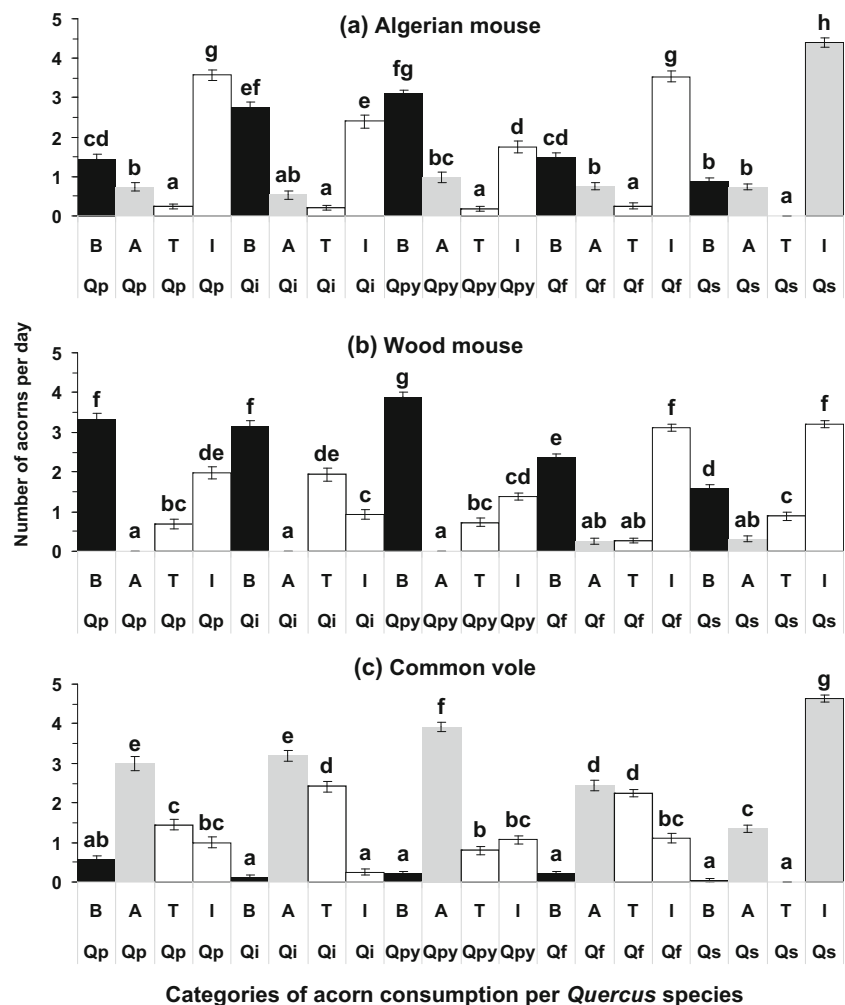 (a) Algerian mouse
5
4
3
2
1
0
cd b a g ef ab a e fg bc a d cd b a g b b a h
B A T I B A T I B A T I B A T I B A T I
Qp Qp Qp Qp Qi Qi Qi Qi Qpy Qpy Qpy Qpy Qf Qf Qf Qf Qs Qs Qs Qs
Number of acorns per day
(b) Wood mouse
5
4
3
2
1
0
f a bc de f a de c g a bc cd e ab ab f d ab c f
B A T I B A T I B A T I B A T I B A T I
Qp Qp Qp Qp Qi Qi Qi Qi Qpy Qpy Qpy Qpy Qf Qf Qf Qf Qs Qs Qs Qs
(c) Common vole
5
4
3
2
1
0
ab e c bc a e d a a f b bc a d d bc a c a g
B A T I B A T I B A T I B A T I B A T I
Qp Qp Qp Qp Qi Qi Qi Qi Qpy Qpy Qpy Qpy Qf Qf Qf Qf Qs Qs Qs Qs
Categories of acorn consumption per Quercus species